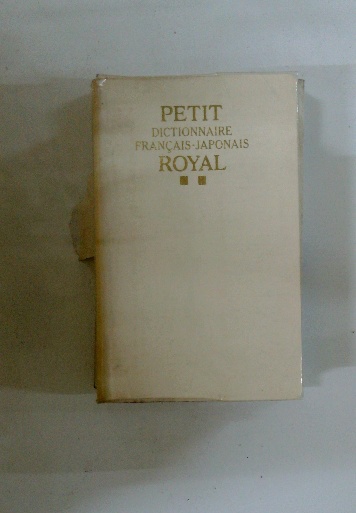 PETIT
DICTIONNAIRE
FRANÇAIS-JAPONAIS
ROYAL